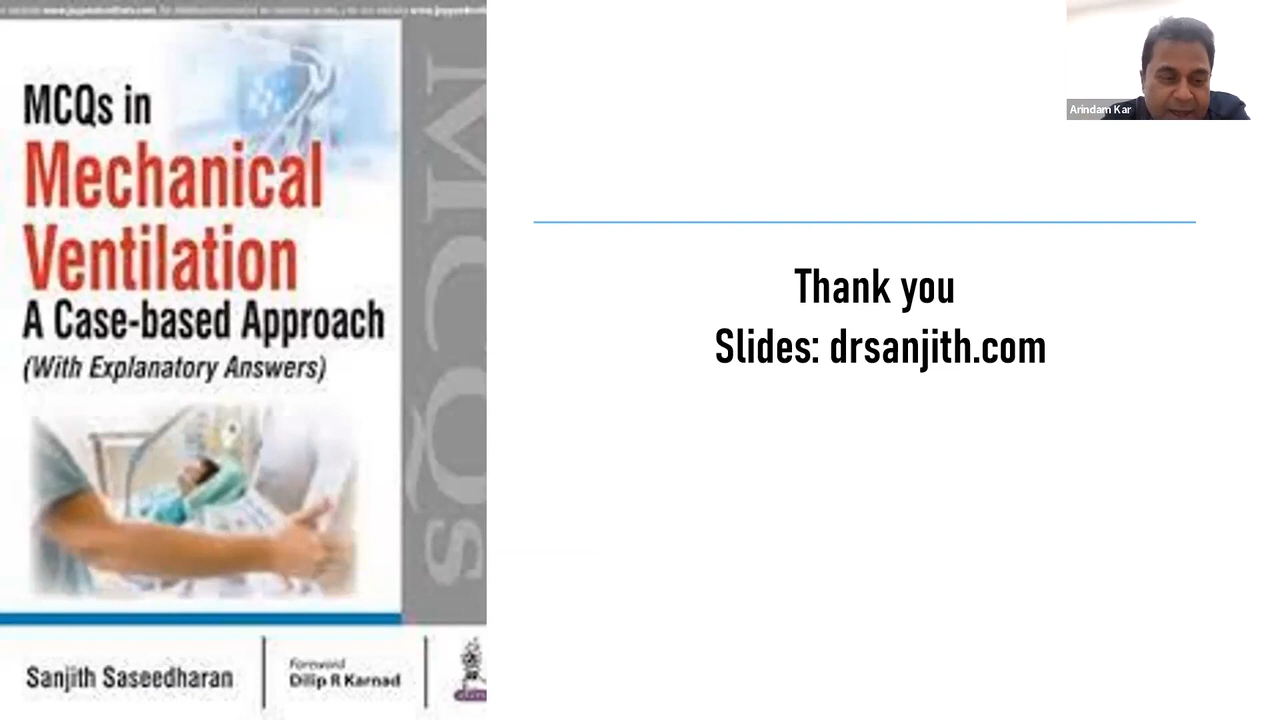 MCQs in
Mechanical
Ventilation
A Case-based Approach
(With Explanatory Answers)
MCQs
Sanjith Saseedharan
Foreword
Dilip R Karnad
Thank you
Slides: drsanjith.com
Arindam Kar